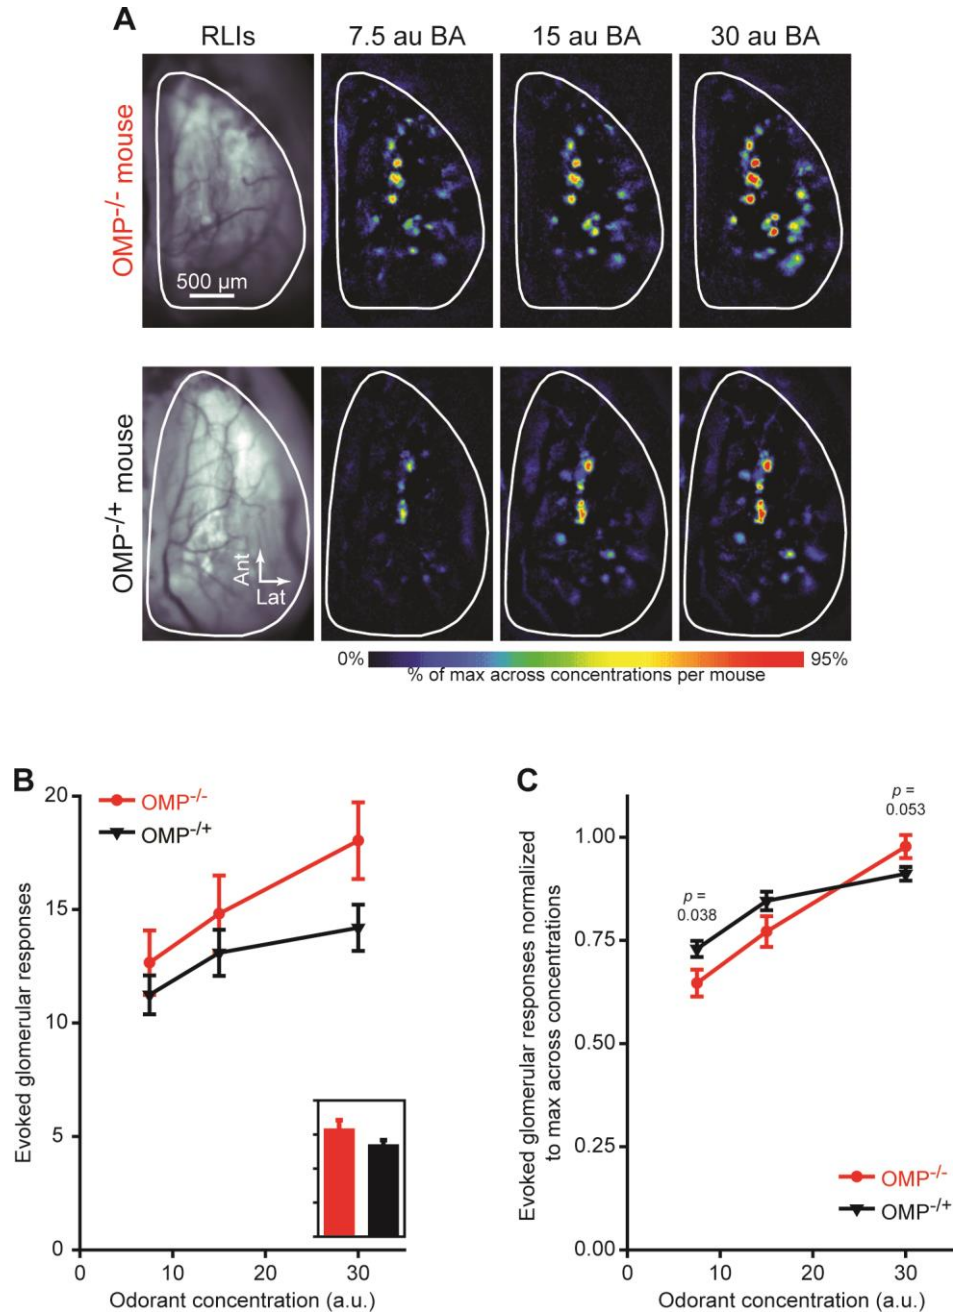 A
RLIs
7.5 au BA
15 au BA
30 au BA
OMP-/- mouse
500 µm
OMP-/+ mouse
Ant
Lat
0%
95%
% of max across concentrations per mouse
B
20
15
10
5
0
0
10
20
30
Evoked glomerular responses
Odorant concentration (a.u.)
OMP-/-
OMP-/+
C
1.00
0.75
0.50
0.25
0.00
0
10
20
30
Evoked glomerular responses normalized
to max across concentrations
Odorant concentration (a.u.)
p =
0.038
p =
0.053
OMP-/-
OMP-/+